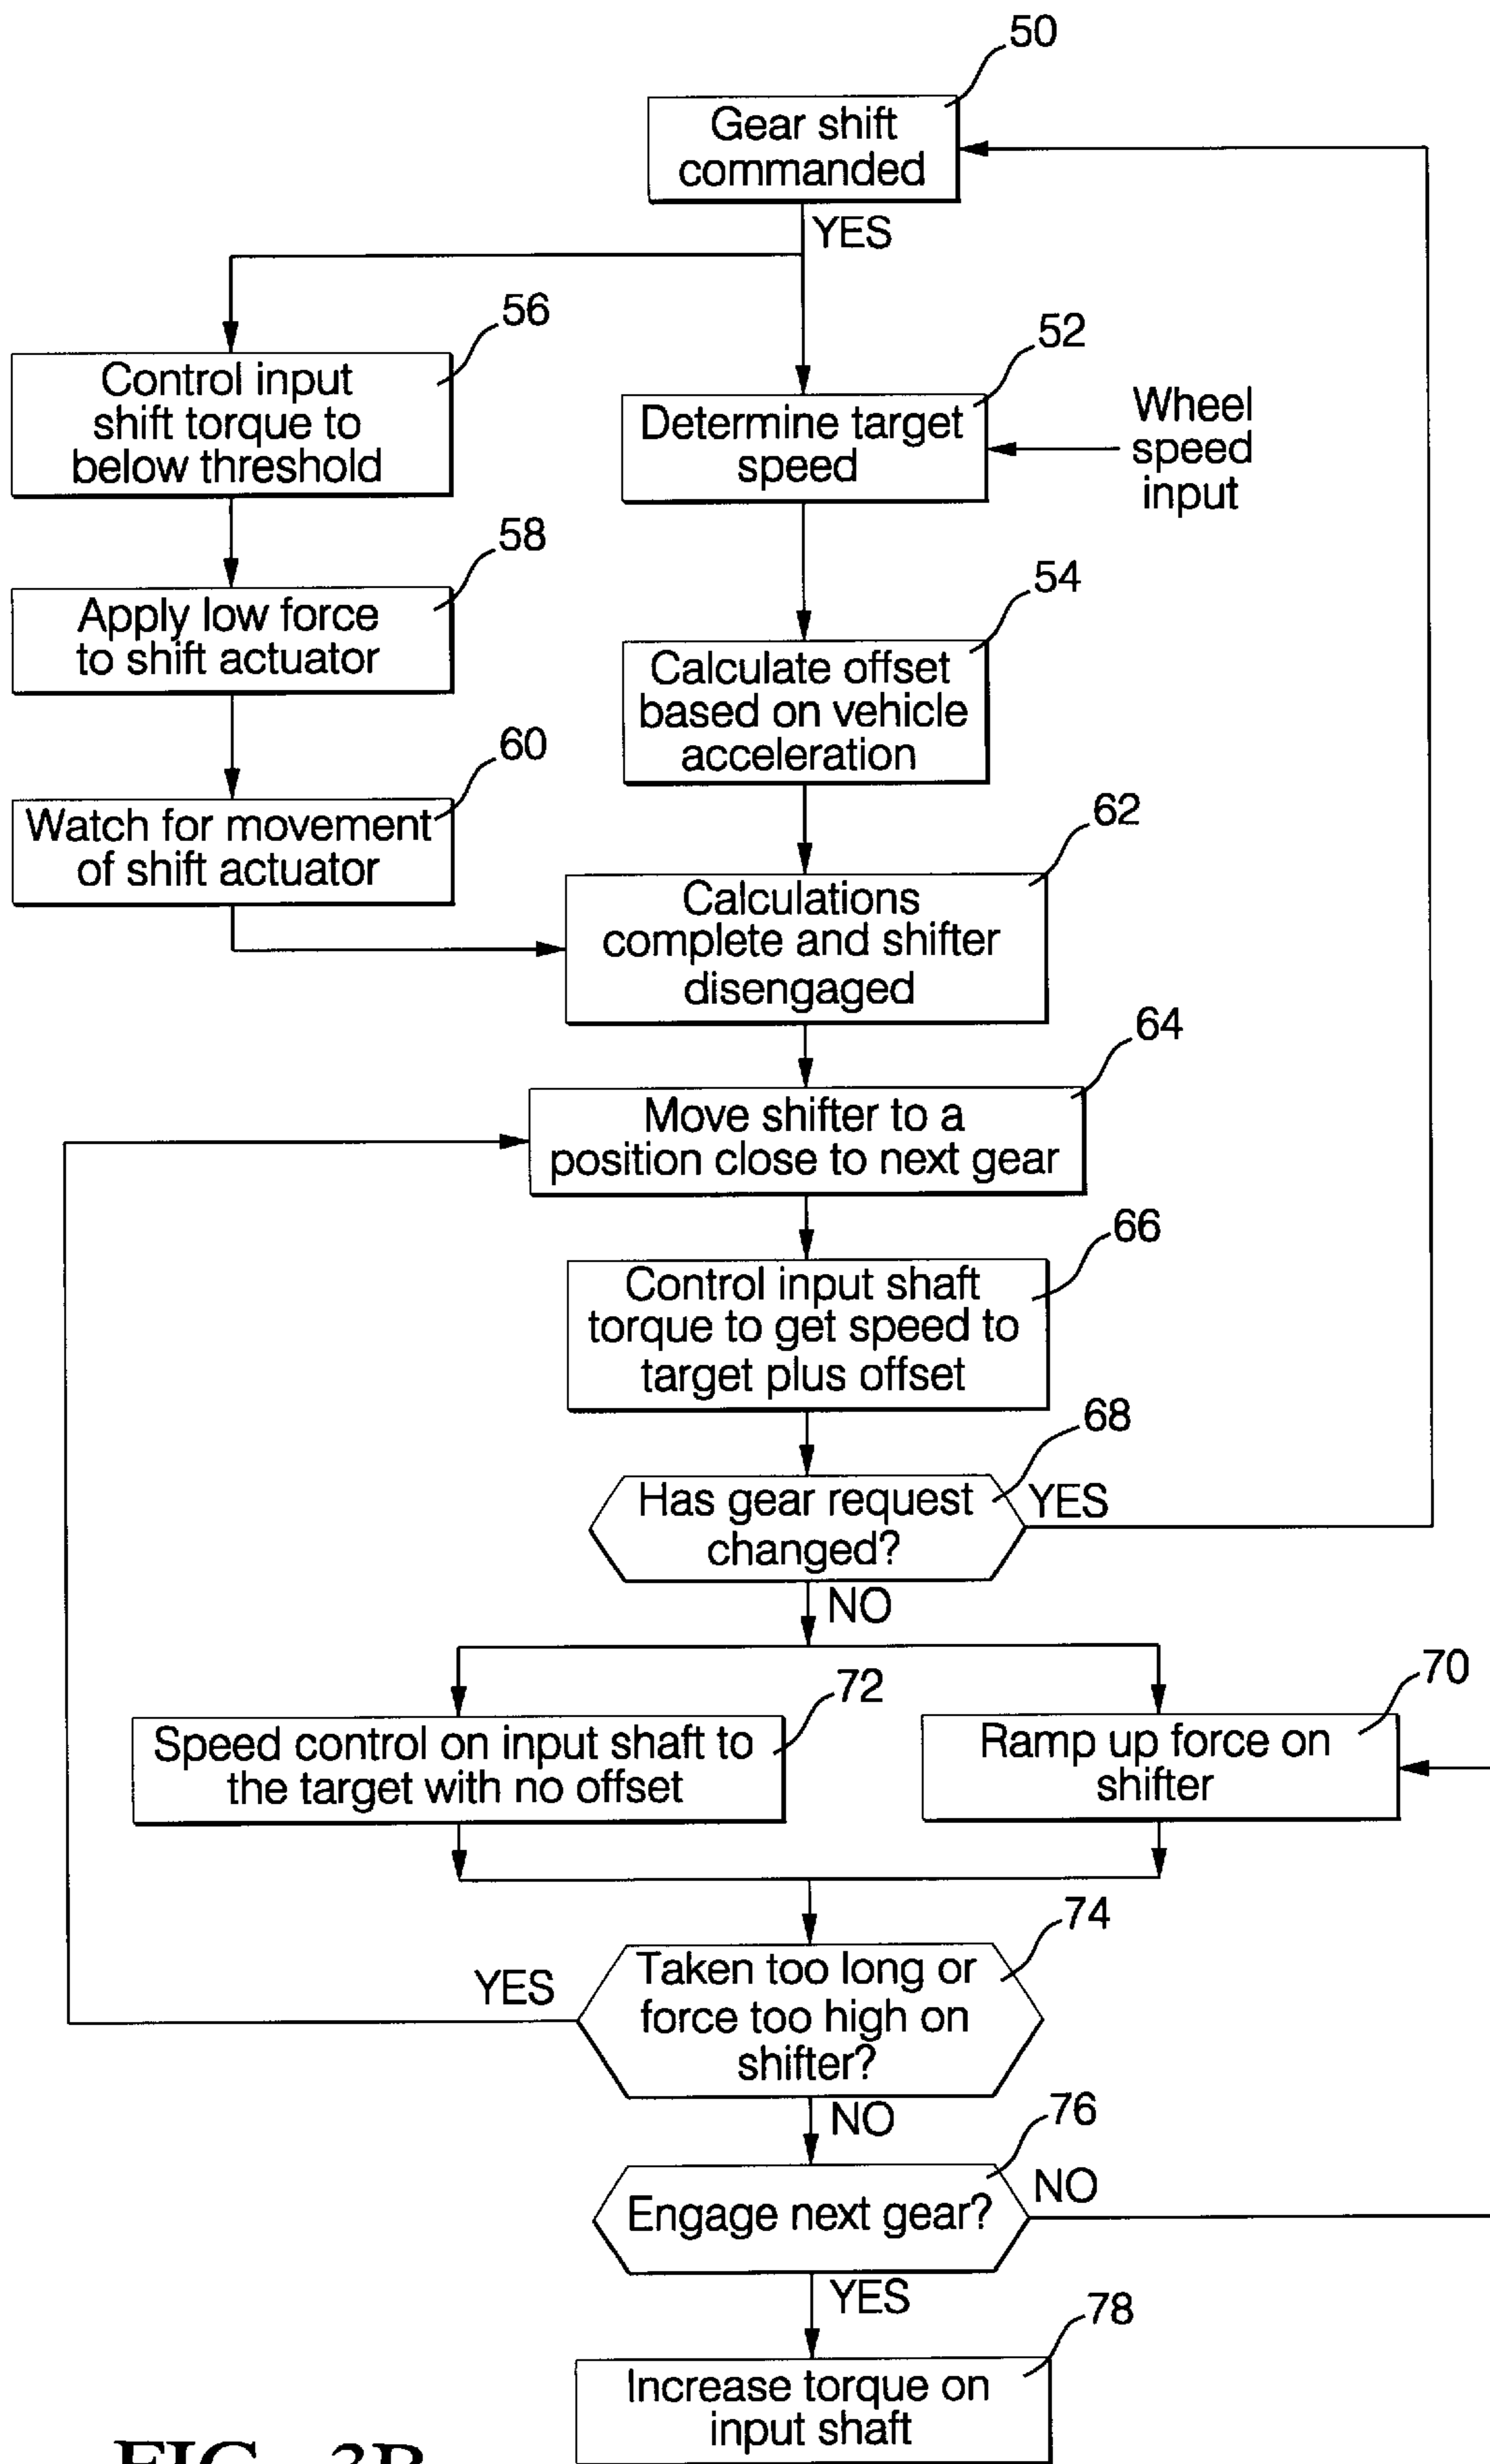 50
Gear shift
commanded
YES
56
Control input
shift torque to
below threshold
52
Determine target
speed
Wheel
speed
input
58
Apply low force
to shift actuator
54
Calculate offset
based on vehicle
acceleration
60
Watch for movement
of shift actuator
62
Calculations
complete and shifter
disengaged
64
Move shifter to a
position close to next gear
66
Control input shaft
torque to get speed to
target plus offset
68
Has gear request
changed?
YES
NO
72
Speed control on input shaft to
the target with no offset
70
Ramp up force on
shifter
74
Taken too long or
force too high on
shifter?
YES
NO
76
Engage next gear?
NO
YES
78
Increase torque on
input shaft
FIG. 3B